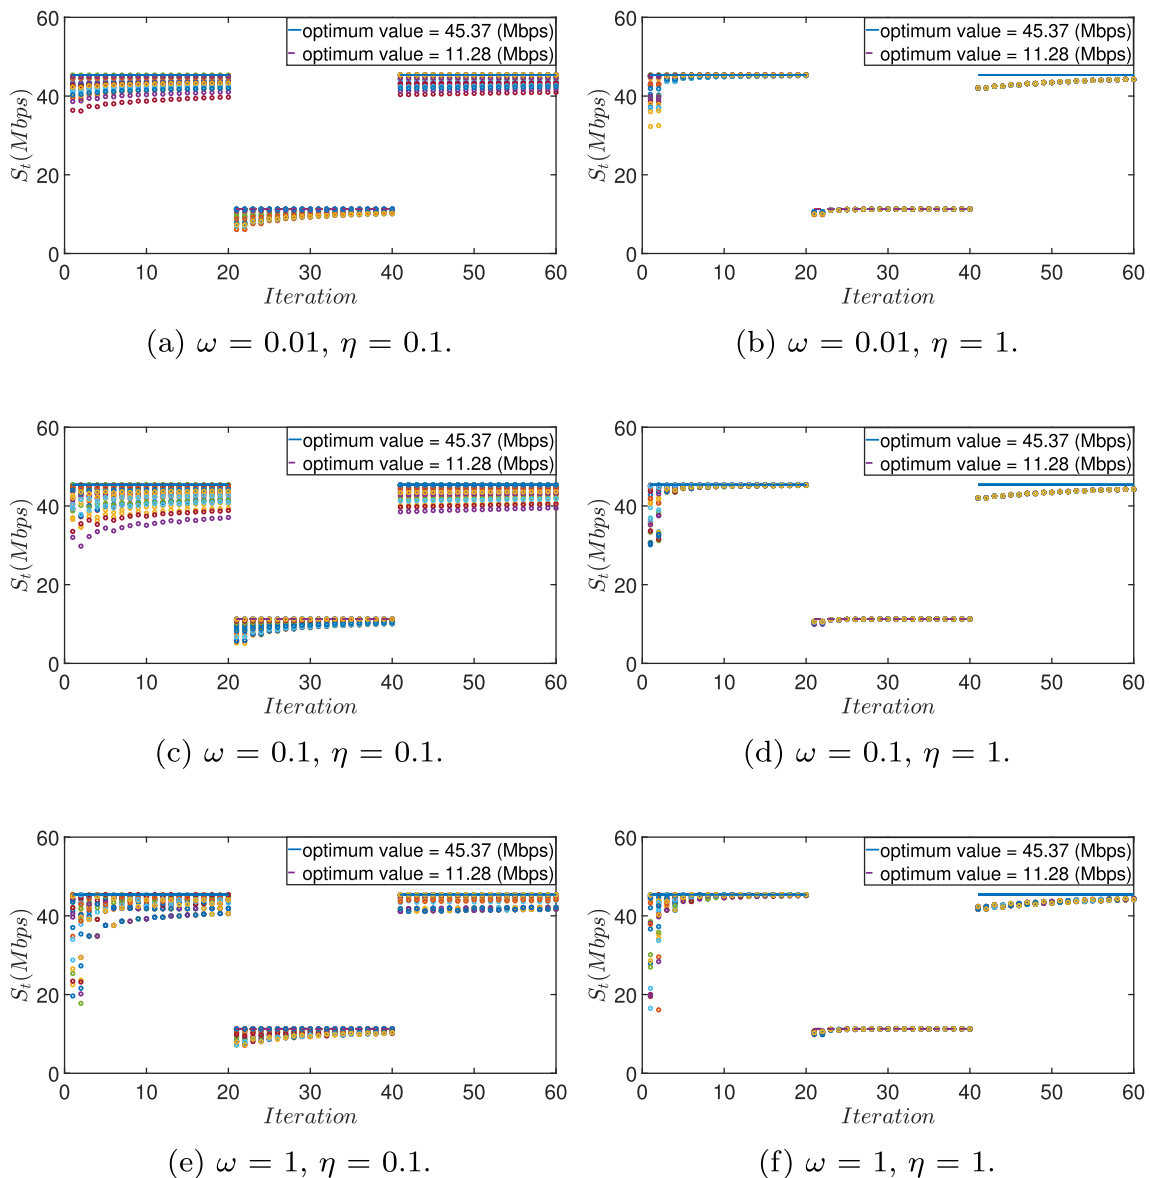 60
40
20
0
S_t(Mbps)
optimum value = 45.37 (Mbps)
optimum value = 11.28 (Mbps)
0 10 20 30 40 50 60
Iteration
(a) ω = 0.01, η = 0.1.
60
40
20
0
S_t(Mbps)
optimum value = 45.37 (Mbps)
optimum value = 11.28 (Mbps)
0 10 20 30 40 50 60
Iteration
(b) ω = 0.01, η = 1.
60
40
20
0
S_t(Mbps)
optimum value = 45.37 (Mbps)
optimum value = 11.28 (Mbps)
0 10 20 30 40 50 60
Iteration
(c) ω = 0.1, η = 0.1.
60
40
20
0
S_t(Mbps)
optimum value = 45.37 (Mbps)
optimum value = 11.28 (Mbps)
0 10 20 30 40 50 60
Iteration
(d) ω = 0.1, η = 1.
60
40
20
0
S_t(Mbps)
optimum value = 45.37 (Mbps)
optimum value = 11.28 (Mbps)
0 10 20 30 40 50 60
Iteration
(e) ω = 1, η = 0.1.
60
40
20
0
S_t(Mbps)
optimum value = 45.37 (Mbps)
optimum value = 11.28 (Mbps)
0 10 20 30 40 50 60
Iteration
(f) ω = 1, η = 1.